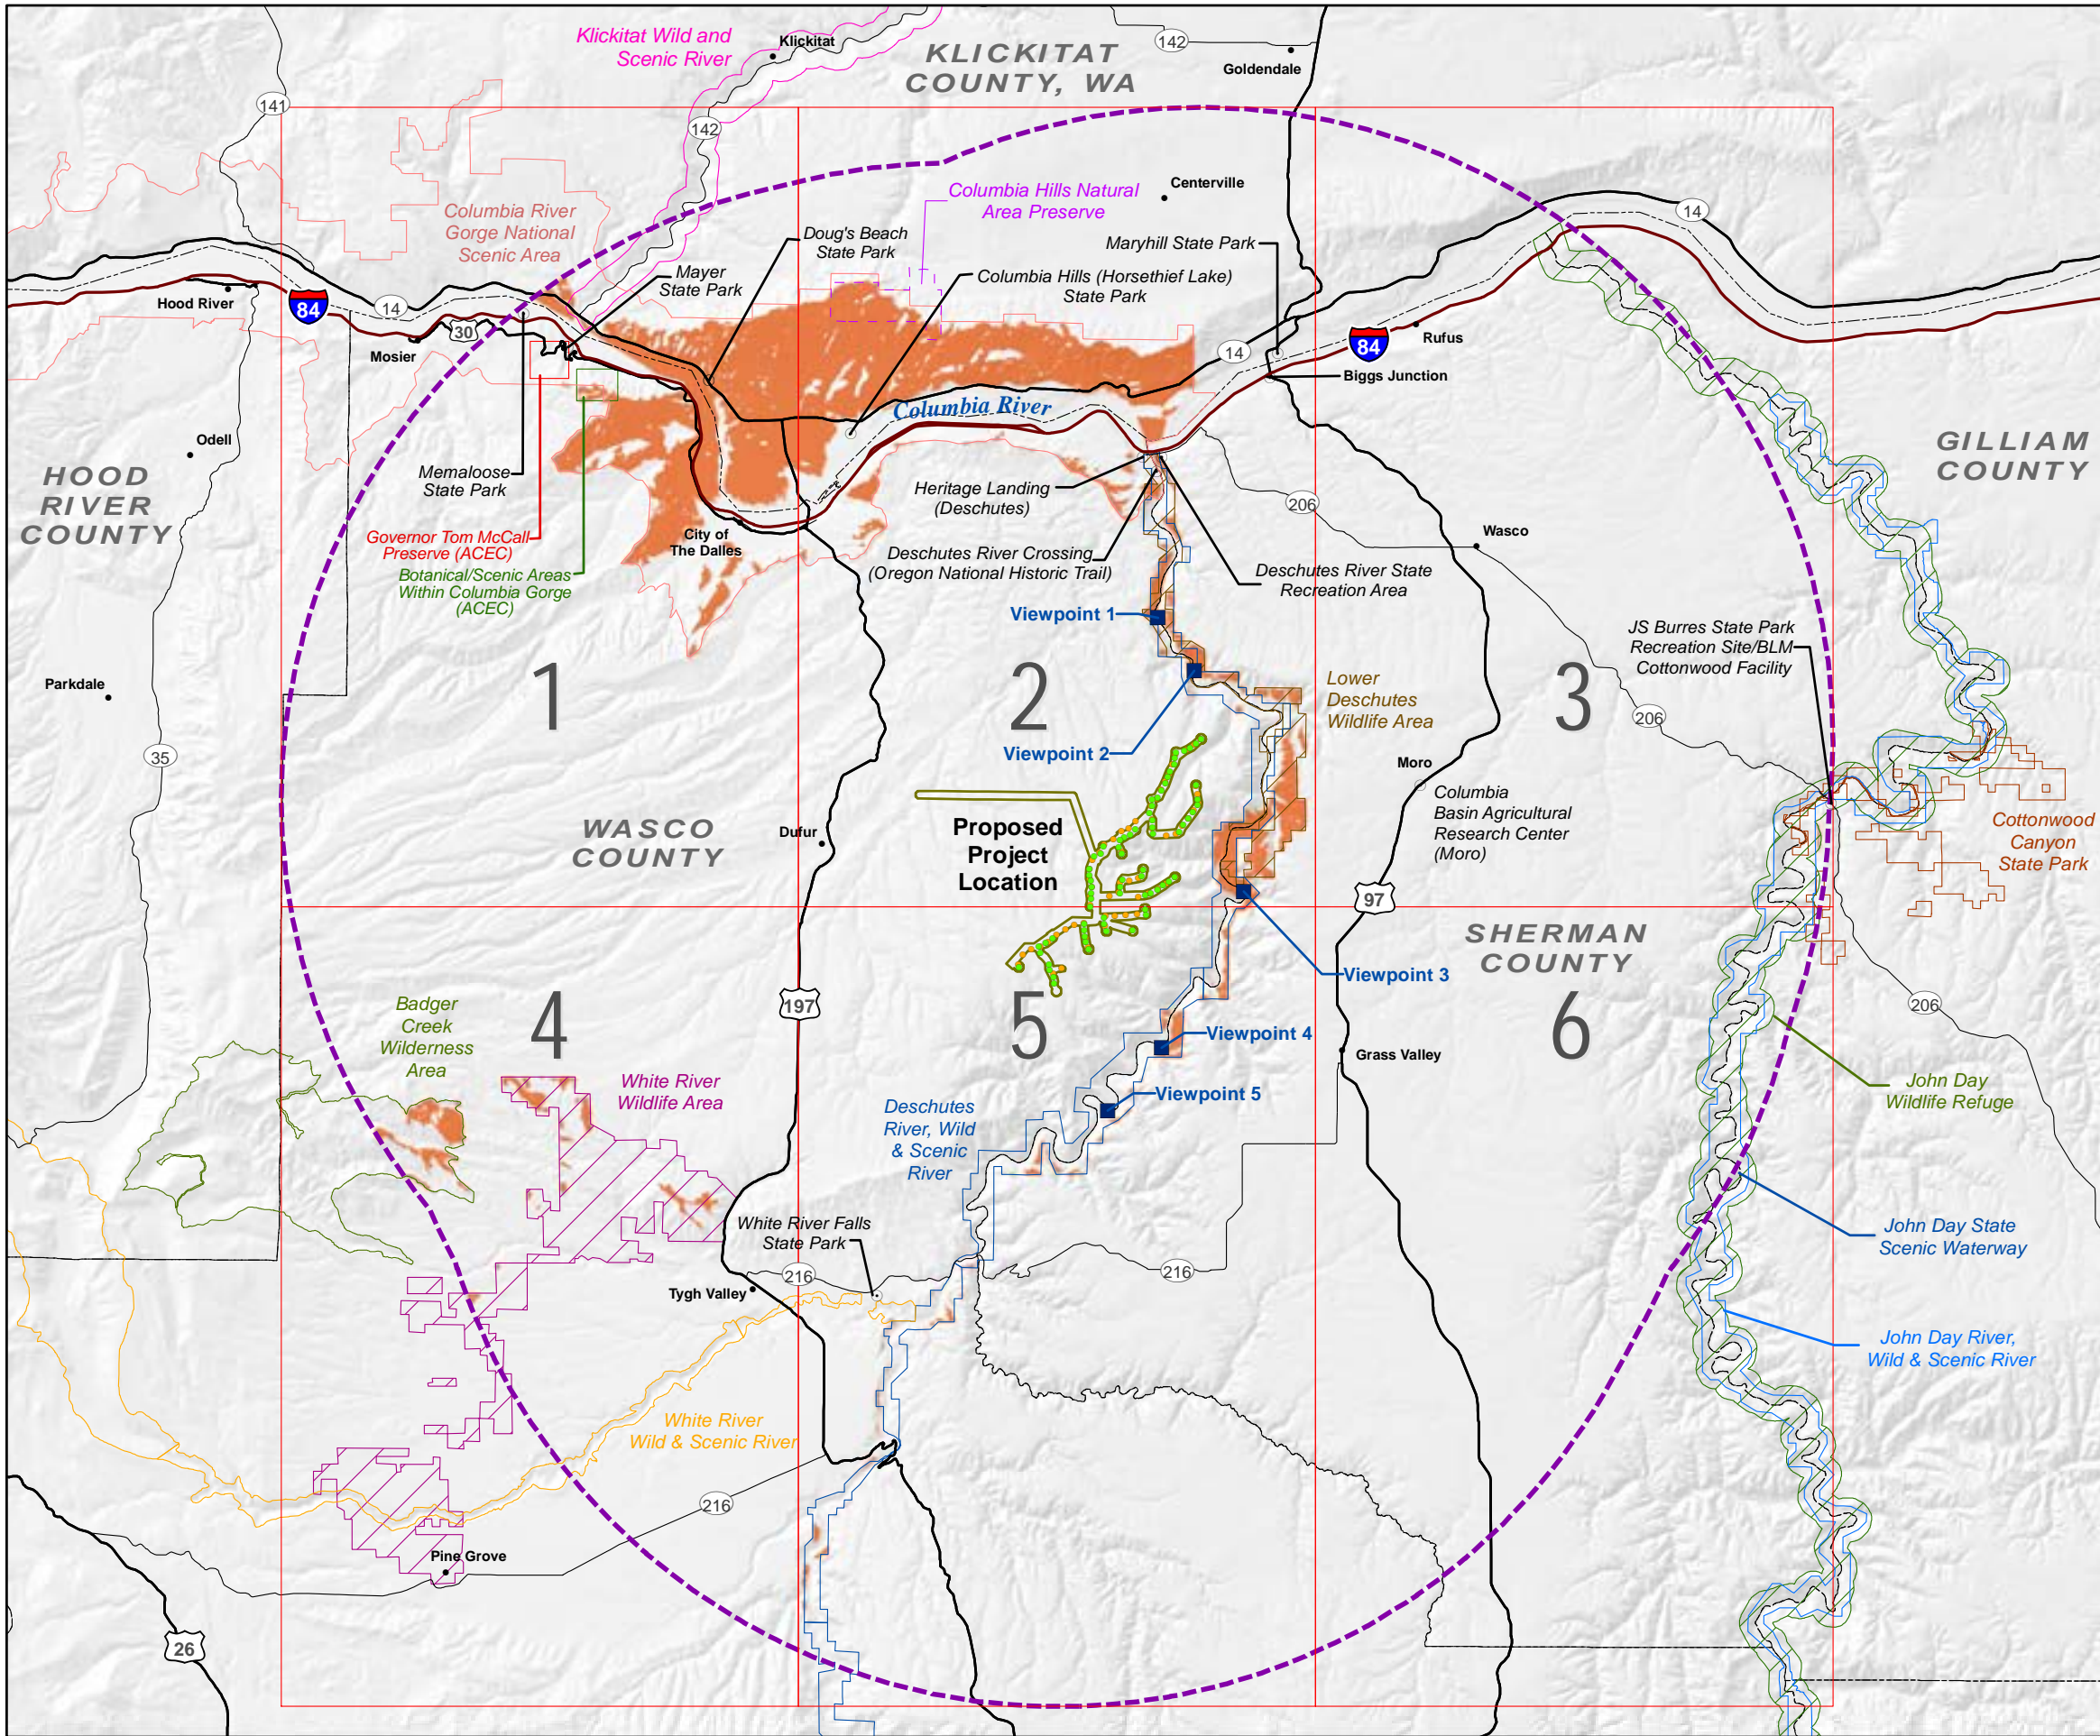 Klickitat Wild and
Scenic River
Klickitat
KLICKITAT
COUNTY, WA
142
Goldendale
141
142
Columbia River
Gorge National
Scenic Area
Columbia Hills Natural
Area Preserve
Centerville
14
Doug's Beach
State Park
Maryhill State Park
Mayer
State Park
Columbia Hills (Horsethief Lake)
State Park
Hood River
84
14
30
Mosier
14
84
Rufus
Biggs Junction
Columbia River
Odell
HOOD
RIVER
COUNTY
GILLIAM
COUNTY
Memaloose
State Park
Heritage Landing
(Deschutes)
206
Governor Tom McCall
Preserve (ACEC)
City of
The Dalles
Wasco
Botanical/Scenic Areas
Within Columbia Gorge
(ACEC)
Deschutes River Crossing
(Oregon National Historic Trail)
Deschutes River State
Recreation Area
Viewpoint 1
JS Burres State Park
Recreation Site/BLM
Cottonwood Facility
Parkdale
1
2
3
Lower
Deschutes
Wildlife Area
206
35
Viewpoint 2
Moro
Columbia
Basin Agricultural
Research Center
(Moro)
WASCO
COUNTY
Dufur
Proposed
Project
Location
Cottonwood
Canyon
State Park
97
SHERMAN
COUNTY
Viewpoint 3
197
206
Badger
Creek
Wilderness
Area
4
5
6
Viewpoint 4
Grass Valley
White River
Wildlife Area
Viewpoint 5
John Day
Wildlife Refuge
Deschutes
River, Wild
& Scenic
River
White River Falls
State Park
John Day State
Scenic Waterway
216
216
Tygh Valley
John Day River,
Wild & Scenic River
White River
Wild & Scenic River
216
Pine Grove
26